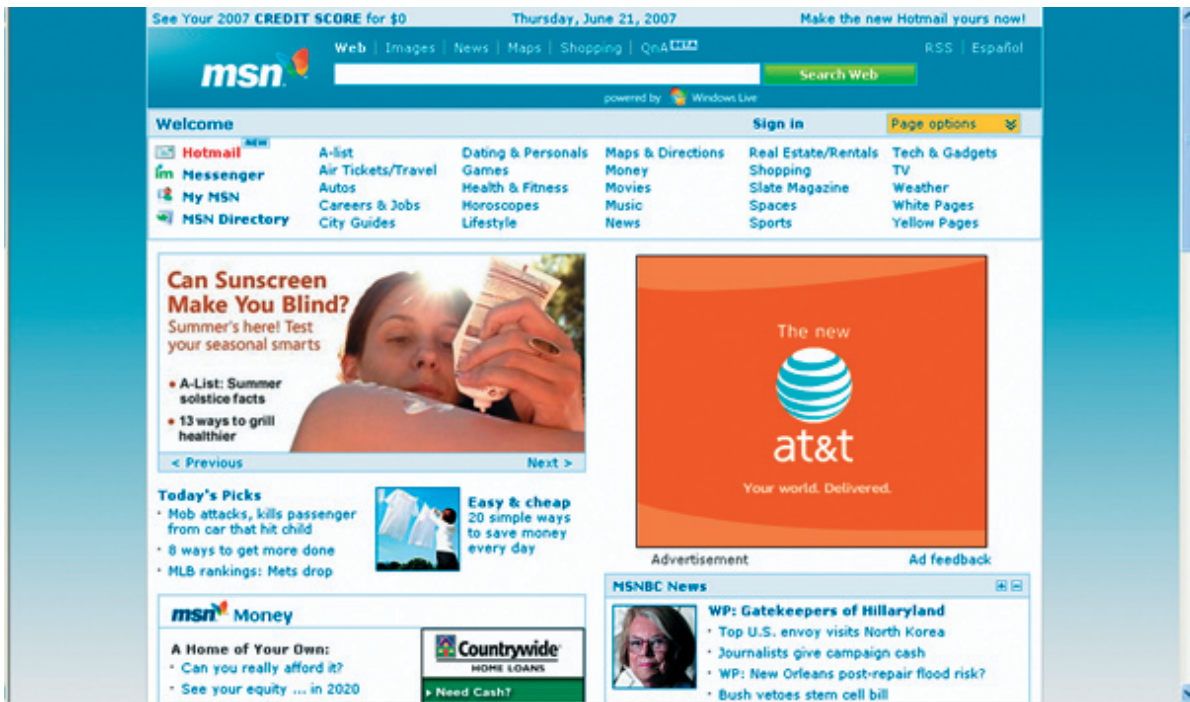 See Your 2007 CREDIT SCORE for $0
Thursday, June 21, 2007
Make the new Hotmail yours now!
msn
Web | Images | News | Maps | Shopping | QnA BETA
RSS | Español
Search Web
powered by Windows Live
Welcome
Sign in
Page options
Hotmail NEW
Messenger
My MSN
MSN Directory
A-list
Air Tickets/Travel
Autos
Careers & Jobs
City Guides
Dating & Personals
Games
Health & Fitness
Horoscopes
Lifestyle
Maps & Directions
Money
Movies
Music
News
Real Estate/Rentals
Shopping
Slate Magazine
Spaces
Sports
Tech & Gadgets
TV
Weather
White Pages
Yellow Pages
Can Sunscreen
Make You Blind?
Summer's here! Test
your seasonal smarts
• A-List: Summer
solstice facts
• 13 ways to grill
healthier
< Previous
Next >
The new
at&t
Your world. Delivered.
Advertisement
Ad feedback
Today's Picks
· Mob attacks, kills passenger
from car that hit child
· 8 ways to get more done
· MLB rankings: Mets drop
Easy & cheap
20 simple ways
to save money
every day
msn Money
A Home of Your Own:
· Can you really afford it?
· See your equity ... in 2020
Countrywide
HOME LOANS
Need Cash?
MSNBC News
WP: Gatekeepers of Hillaryland
· Top U.S. envoy visits North Korea
· Journalists give campaign cash
· WP: New Orleans post-repair flood risk?
· Bush vetoes stem cell bill